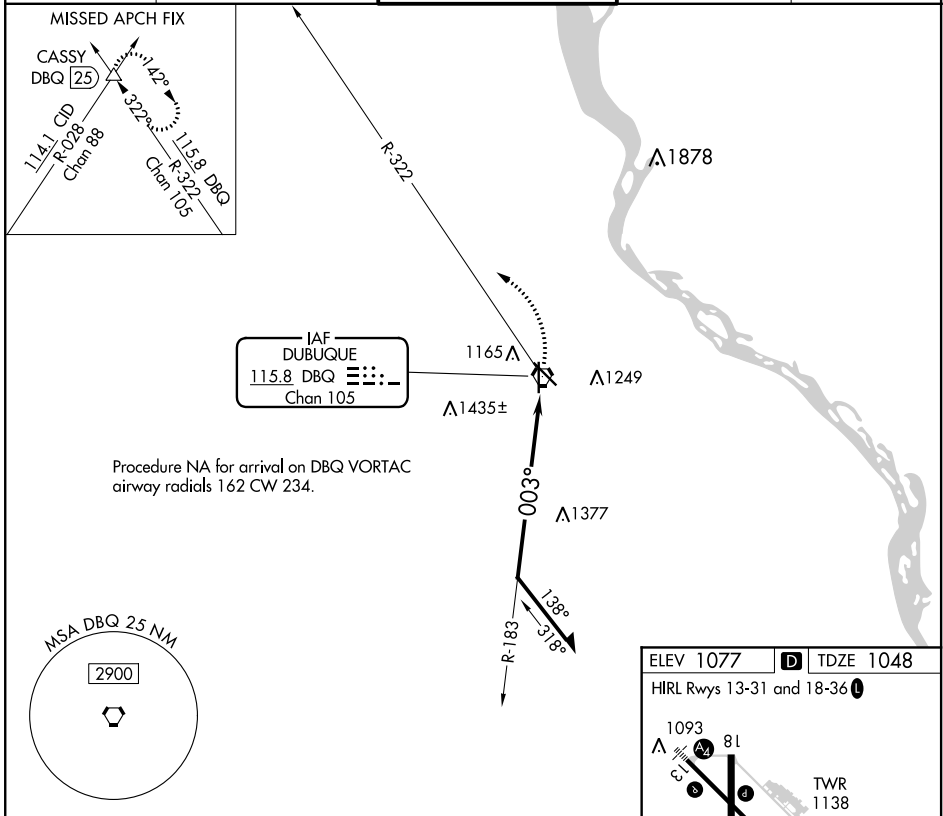 MISSED APCH FIX
CASSY
DBQ 25
142°
322°
114.1 CID
R-028
Chan 88
115.8 DBQ
R-322
Chan 105
R-322
1878
IAF
DUBUQUE
115.8 DBQ
Chan 105
1165
1249
1435±
Procedure NA for arrival on DBQ VORTAC
airway radials 162 CW 234.
003°
1377
138°
318°
R-183
MSA DBQ 25 NM
2900
ELEV 1077 D TDZE 1048
HIRL Rwys 13-31 and 18-36 L
1093
A4
18
13
P
P
TWR
1138